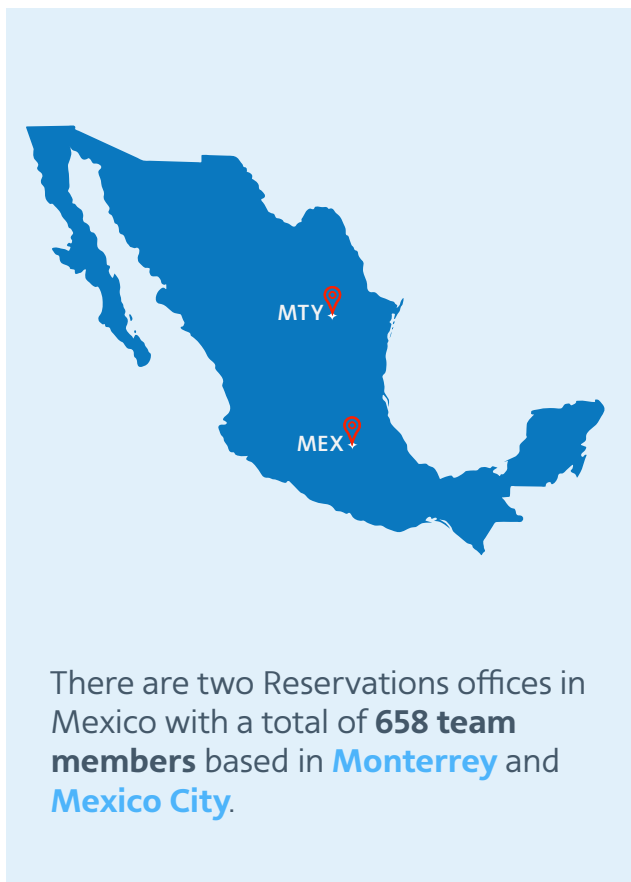 MTY
MEX
There are two Reservations offices in
Mexico with a total of 658 team
members based in Monterrey and
Mexico City.